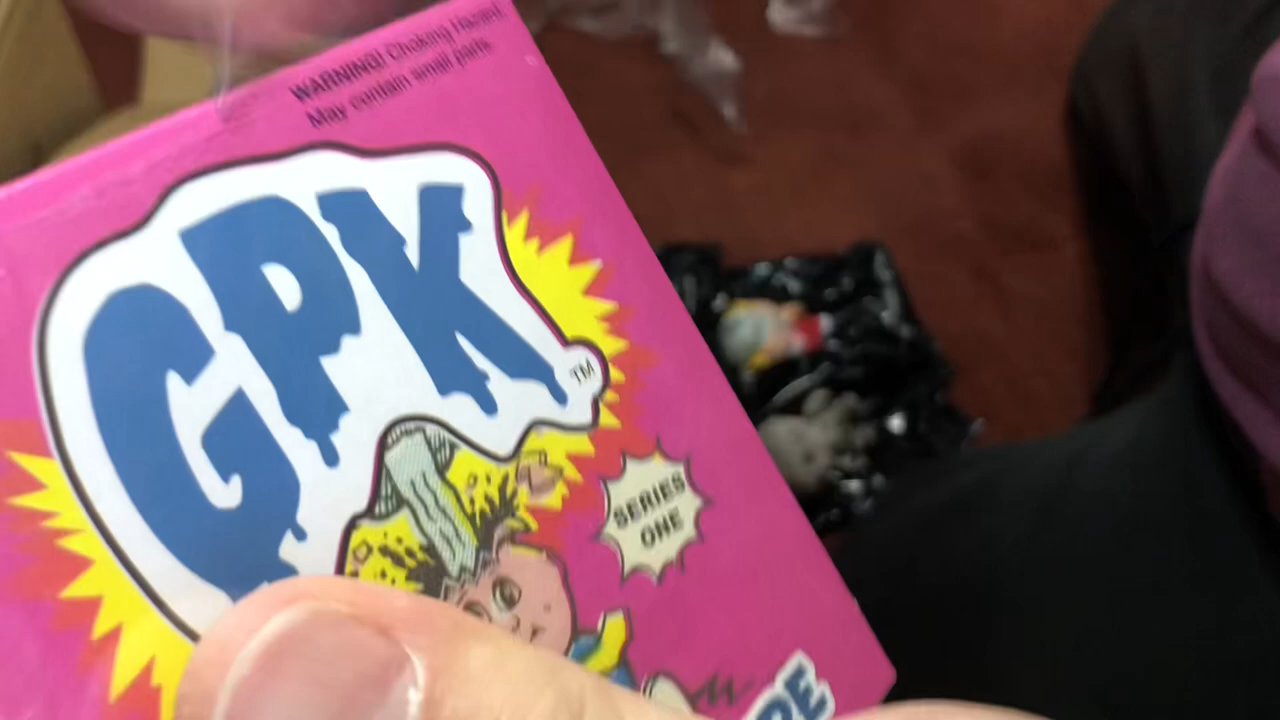 WARNING! Choking Hazard.
May contain small parts.
GPK
TM
SERIES
ONE